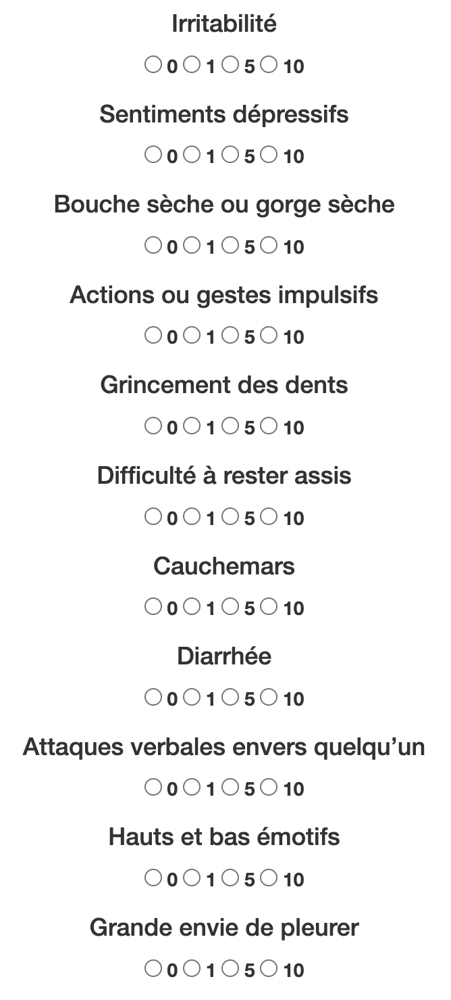 Irritabilité
0 1 5 10
Sentiments dépressifs
0 1 5 10
Bouche sèche ou gorge sèche
0 1 5 10
Actions ou gestes impulsifs
0 1 5 10
Grincement des dents
0 1 5 10
Difficulté à rester assis
0 1 5 10
Cauchemars
0 1 5 10
Diarrhée
0 1 5 10
Attaques verbales envers quelqu’un
0 1 5 10
Hauts et bas émotifs
0 1 5 10
Grande envie de pleurer
0 1 5 10